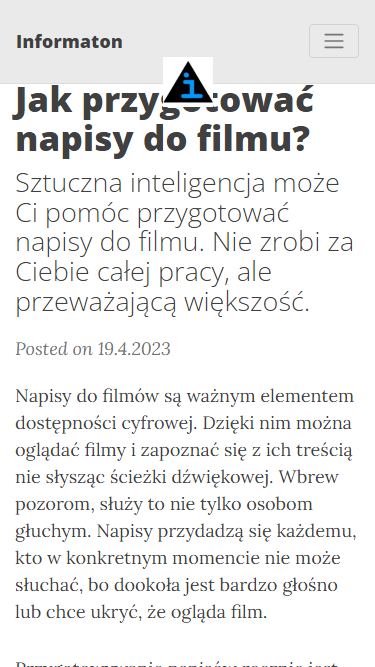 Informaton
i
Jak przygotować
napisy do filmu?
Sztuczna inteligencja może
Ci pomóc przygotować
napisy do filmu. Nie zrobi za
Ciebie całej pracy, ale
przeważającą większość.
Posted on 19.4.2023
Napisy do filmów są ważnym elementem
dostępności cyfrowej. Dzięki nim można
oglądać filmy i zapoznać się z ich treścią
nie słysząc ścieżki dźwiękowej. Wbrew
pozorom, służy to nie tylko osobom
głuchym. Napisy przydadzą się każdemu,
kto w konkretnym momencie nie może
słuchać, bo dookoła jest bardzo głośno
lub chce ukryć, że ogląda film.